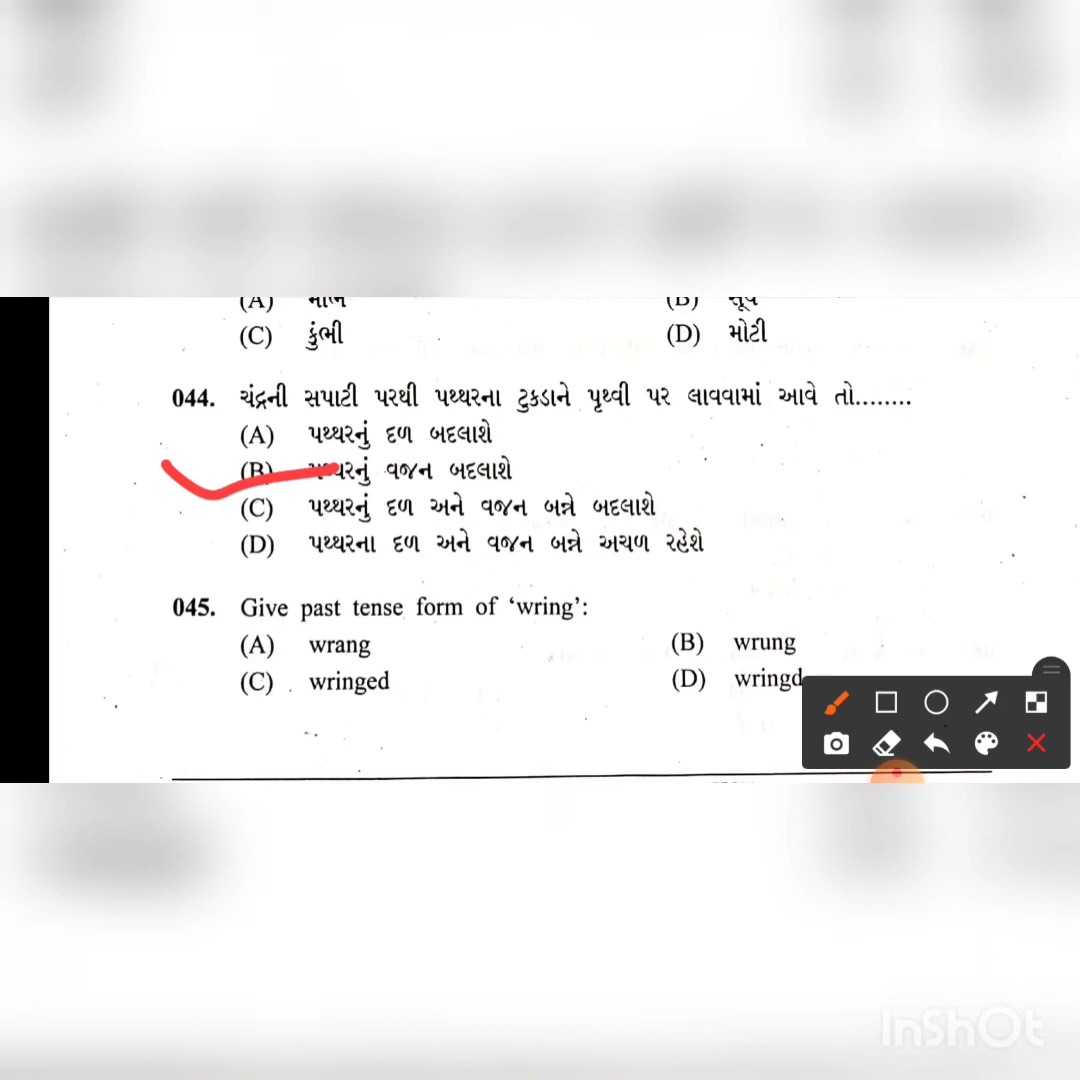 (C) કુંભી (D) મોટી
044. ચંદ્રની સપાટી પરથી પથ્થરના ટુકડાને પૃથ્વી પર લાવવામાં આવે તો........
(A) પથ્થરનું દળ બદલાશે
(B) પથ્થરનું વજન બદલાશે
(C) પથ્થરનું દળ અને વજન બન્ને બદલાશે
(D) પથ્થરના દળ અને વજન બન્ને અચળ રહેશે
045. Give past tense form of ‘wring’:
(A) wrang (B) wrung
(C) wringed (D) wringd
InShOt